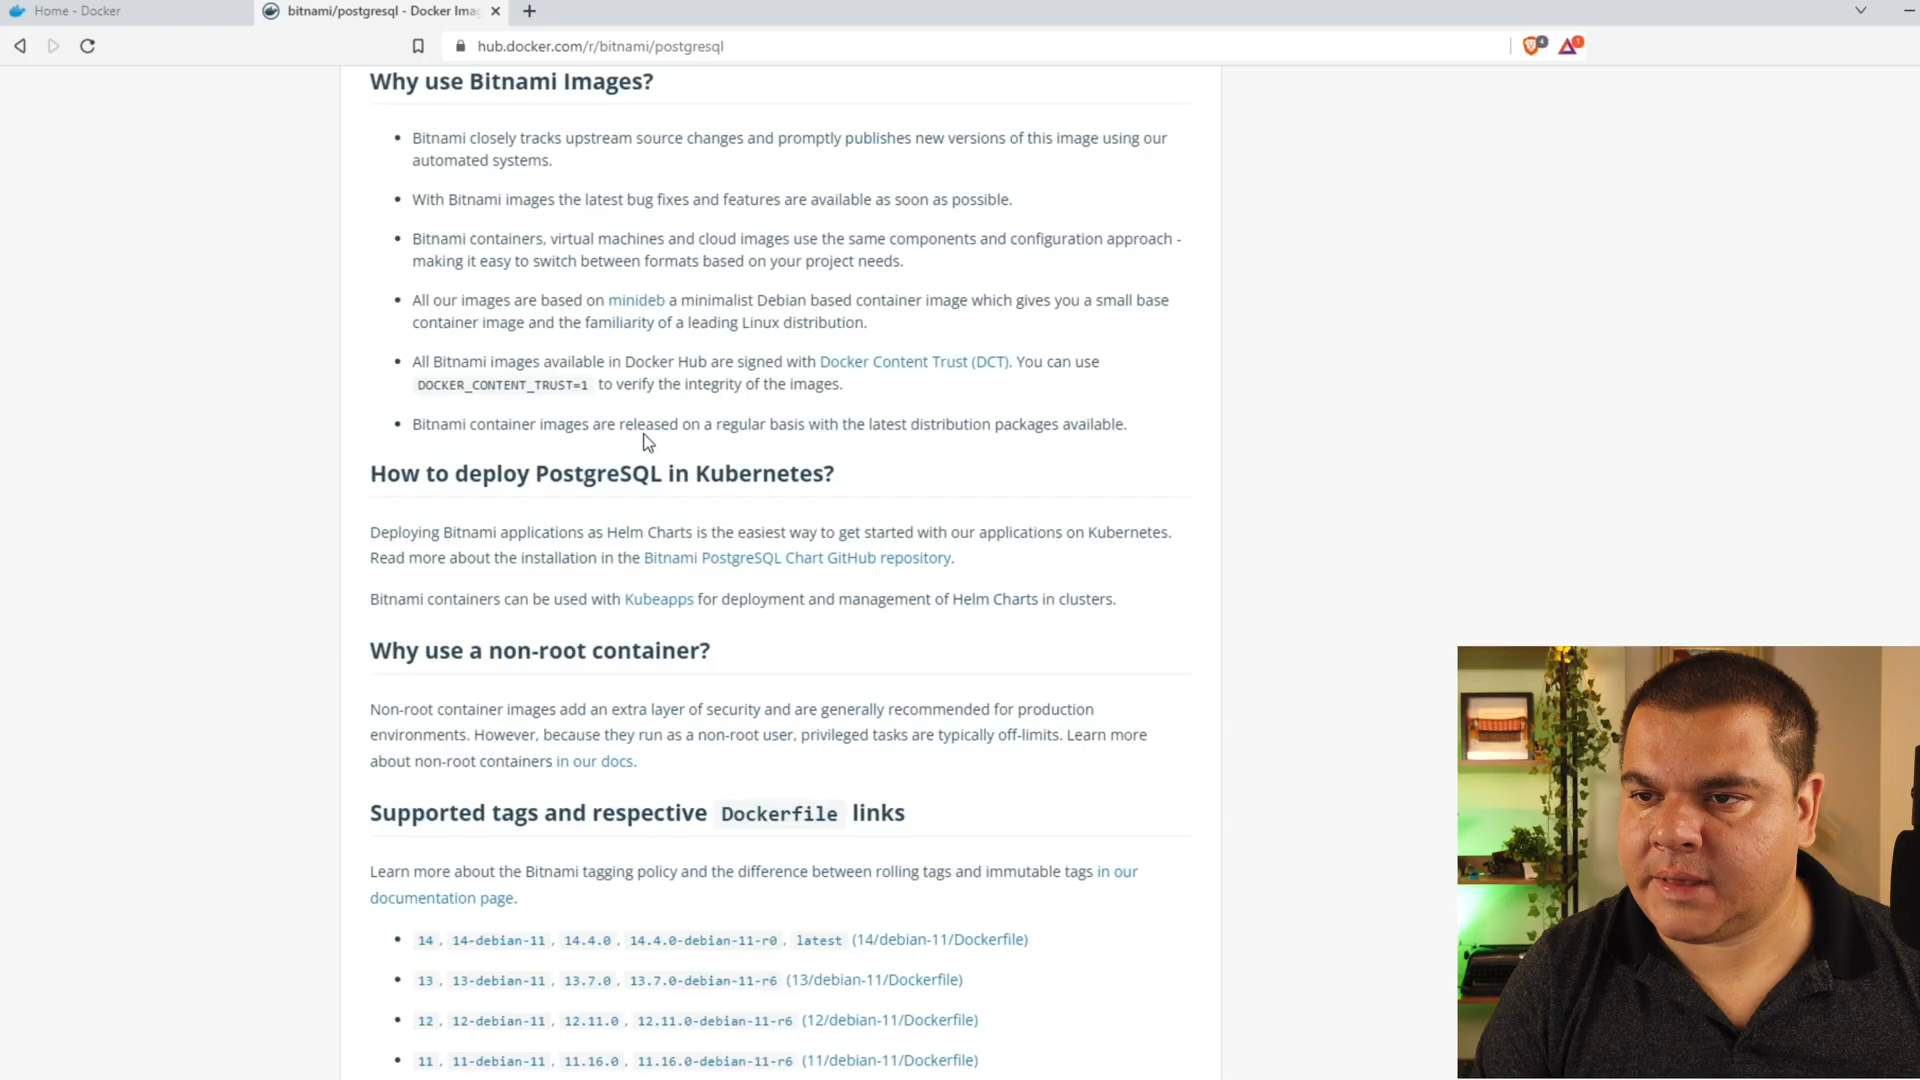 Home - Docker
bitnami/postgresql - Docker Ima
hub.docker.com/r/bitnami/postgresql
4
1
Why use Bitnami Images?
Bitnami closely tracks upstream source changes and promptly publishes new versions of this image using our
automated systems.
With Bitnami images the latest bug fixes and features are available as soon as possible.
Bitnami containers, virtual machines and cloud images use the same components and configuration approach -
making it easy to switch between formats based on your project needs.
All our images are based on minideb a minimalist Debian based container image which gives you a small base
container image and the familiarity of a leading Linux distribution.
All Bitnami images available in Docker Hub are signed with Docker Content Trust (DCT). You can use
DOCKER_CONTENT_TRUST=1 to verify the integrity of the images.
Bitnami container images are released on a regular basis with the latest distribution packages available.
How to deploy PostgreSQL in Kubernetes?
Deploying Bitnami applications as Helm Charts is the easiest way to get started with our applications on Kubernetes.
Read more about the installation in the Bitnami PostgreSQL Chart GitHub repository.
Bitnami containers can be used with Kubeapps for deployment and management of Helm Charts in clusters.
Why use a non-root container?
Non-root container images add an extra layer of security and are generally recommended for production
environments. However, because they run as a non-root user, privileged tasks are typically off-limits. Learn more
about non-root containers in our docs.
Supported tags and respective Dockerfile links
Learn more about the Bitnami tagging policy and the difference between rolling tags and immutable tags in our
documentation page.
14, 14-debian-11, 14.4.0, 14.4.0-debian-11-r0, latest (14/debian-11/Dockerfile)
13, 13-debian-11, 13.7.0, 13.7.0-debian-11-r6 (13/debian-11/Dockerfile)
12, 12-debian-11, 12.11.0, 12.11.0-debian-11-r6 (12/debian-11/Dockerfile)
11, 11-debian-11, 11.16.0, 11.16.0-debian-11-r6 (11/debian-11/Dockerfile)